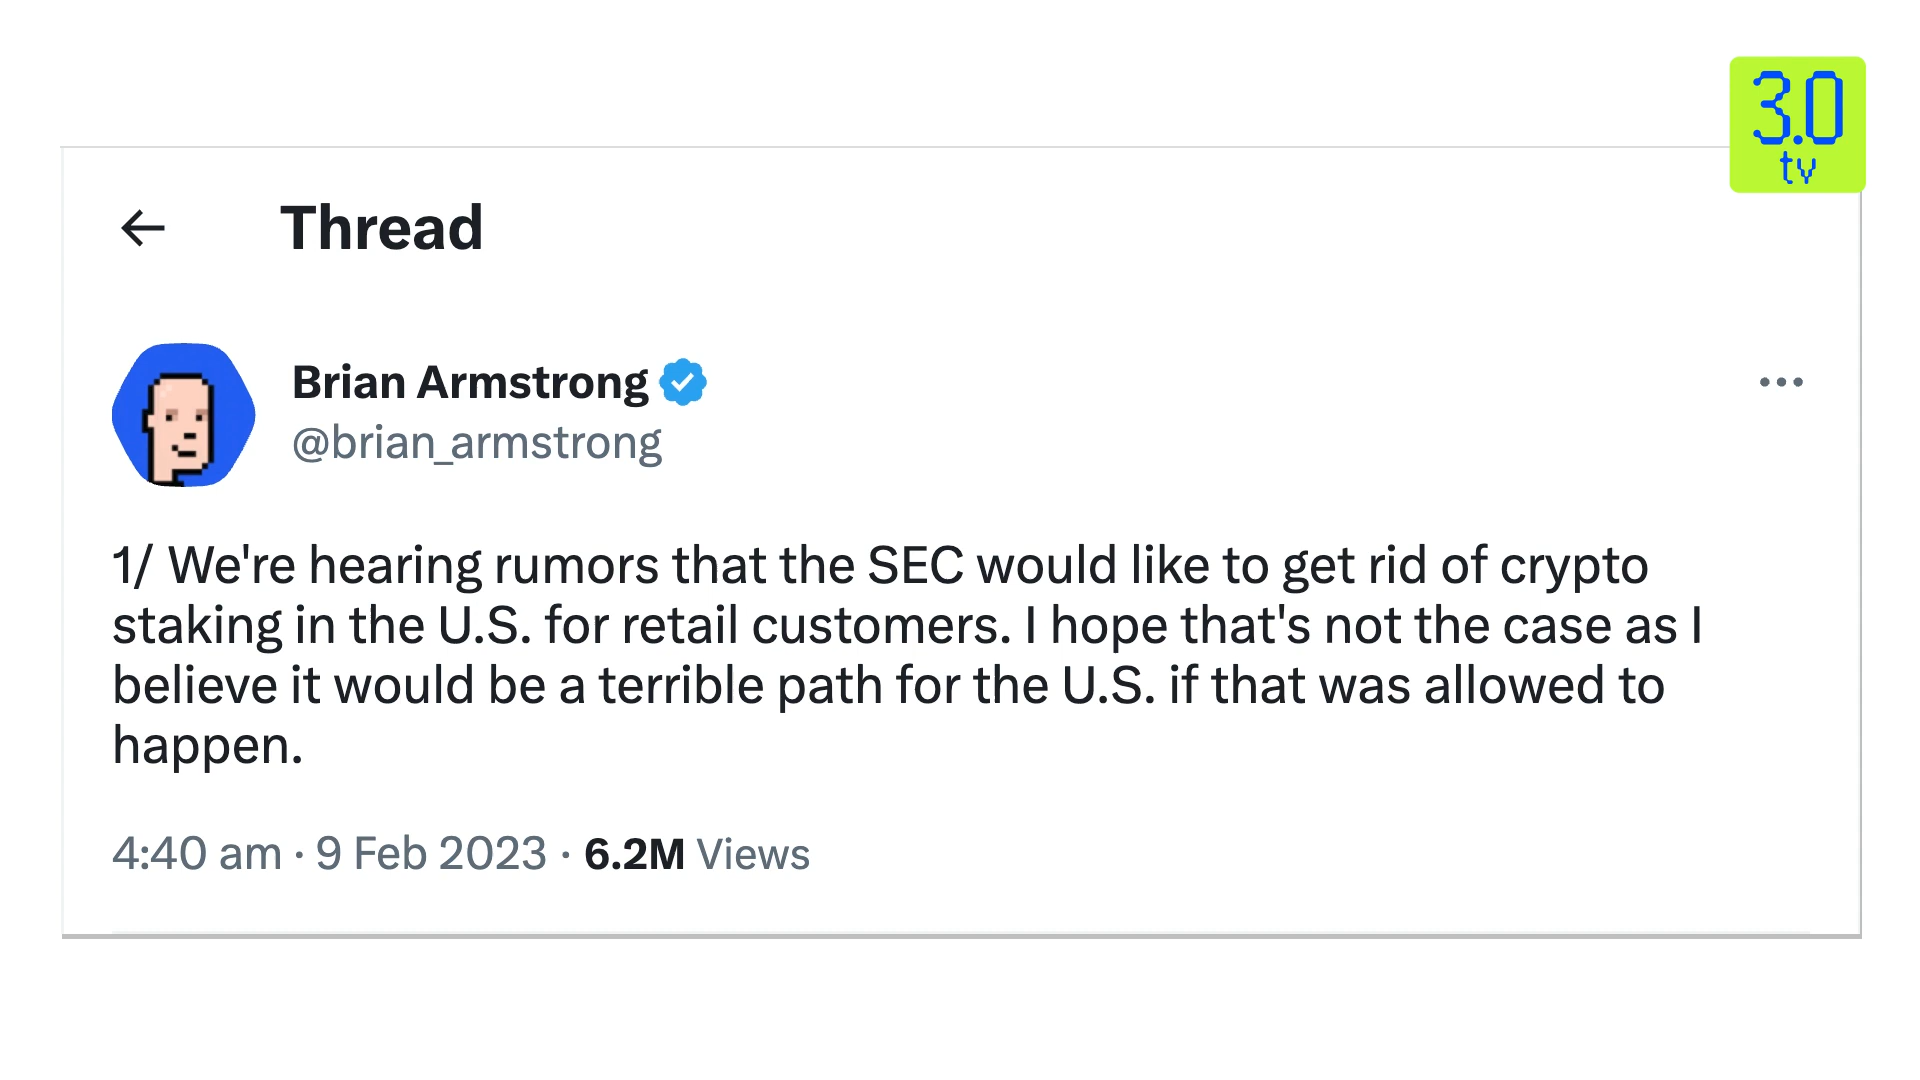 3.0
tv
Thread
Brian Armstrong
@brian_armstrong
1/ We're hearing rumors that the SEC would like to get rid of crypto
staking in the U.S. for retail customers. I hope that's not the case as I
believe it would be a terrible path for the U.S. if that was allowed to
happen.
4:40 am · 9 Feb 2023 · 6.2M Views